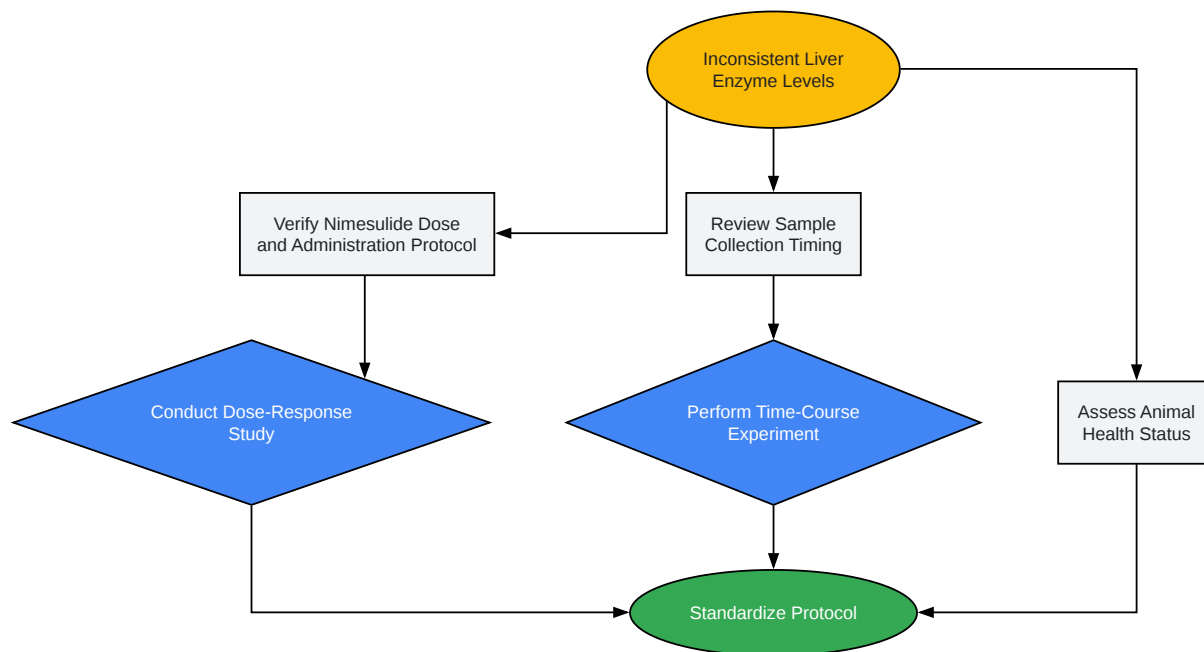 Inconsistent Liver
Enzyme Levels
Verify Nimesulide Dose
and Administration Protocol
Review Sample
Collection Timing
Conduct Dose-Response
Study
Perform Time-Course
Experiment
Assess Animal
Health Status
Standardize Protocol